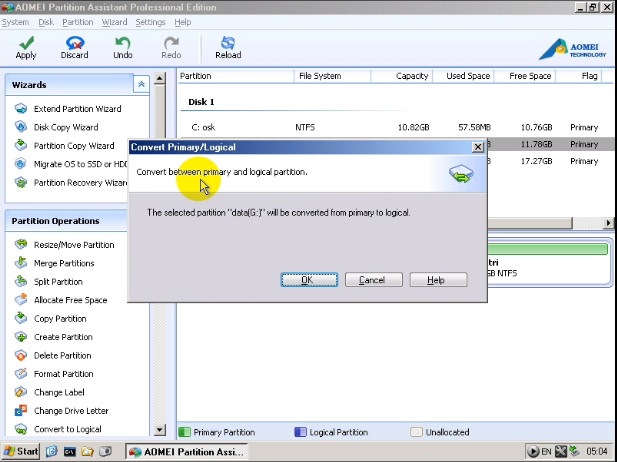 AOMEI Partition Assistant Professional Edition
System Disk Partition Wizard Settings Help
Apply Discard Undo Redo Reload
AOMEI
TECHNOLOGY
Wizards
Extend Partition Wizard
Disk Copy Wizard
Partition Copy Wizard
Migrate OS to SSD or HDD
Partition Recovery Wizar
Partition Operations
Resize/Move Partition
Merge Partitions
Split Partition
Allocate Free Space
Copy Partition
Create Partition
Delete Partition
Format Partition
Change Label
Change Drive Letter
Convert to Logical
Partition File System Capacity Used Space Free Space Flag
Disk 1
C: osk NTFS 10.82GB 57.58MB 10.76GB Primary
11.78GB Primary
17.27GB Primary
Convert Primary/Logical
Convert between primary and logical partition.
The selected partition "data(G:)" will be converted from primary to logical.
OK Cancel Help
tri
GB NTFS
Primary Partition Logical Partition Unallocated
Start AOMEI Partition Assi... EN 05:04